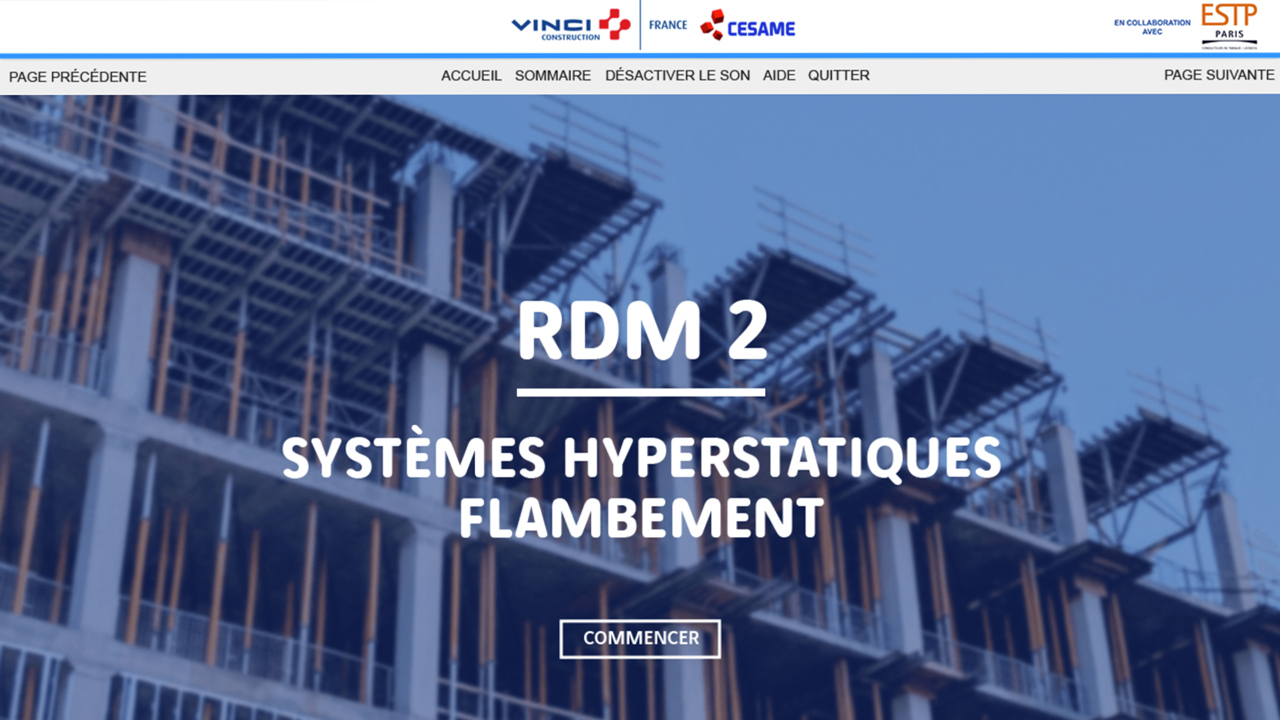 VINCI
CONSTRUCTION
FRANCE
CESAME
EN COLLABORATION
AVEC
ESTP
PARIS
PAGE PRÉCÉDENTE
ACCUEIL SOMMAIRE DÉSACTIVER LE SON AIDE QUITTER
PAGE SUIVANTE
RDM 2
SYSTÈMES HYPERSTATIQUES
FLAMBEMENT
COMMENCER